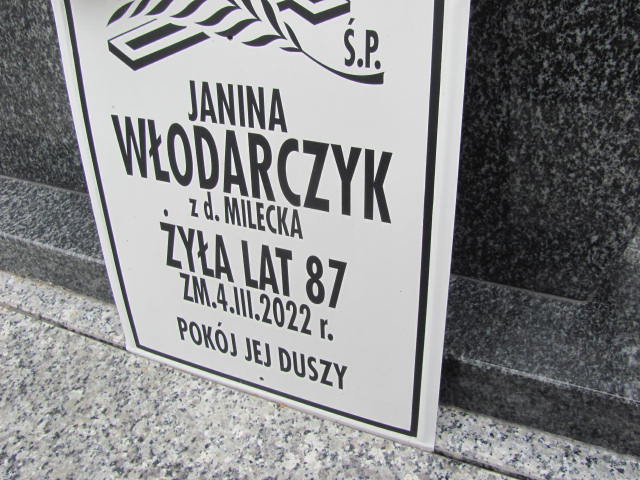 Ś.P.
JANINA
WŁODARCZYK
z d. MILECKA
ŻYŁA LAT 87
ZM.4.III.2022 r.
POKÓJ JEJ DUSZY